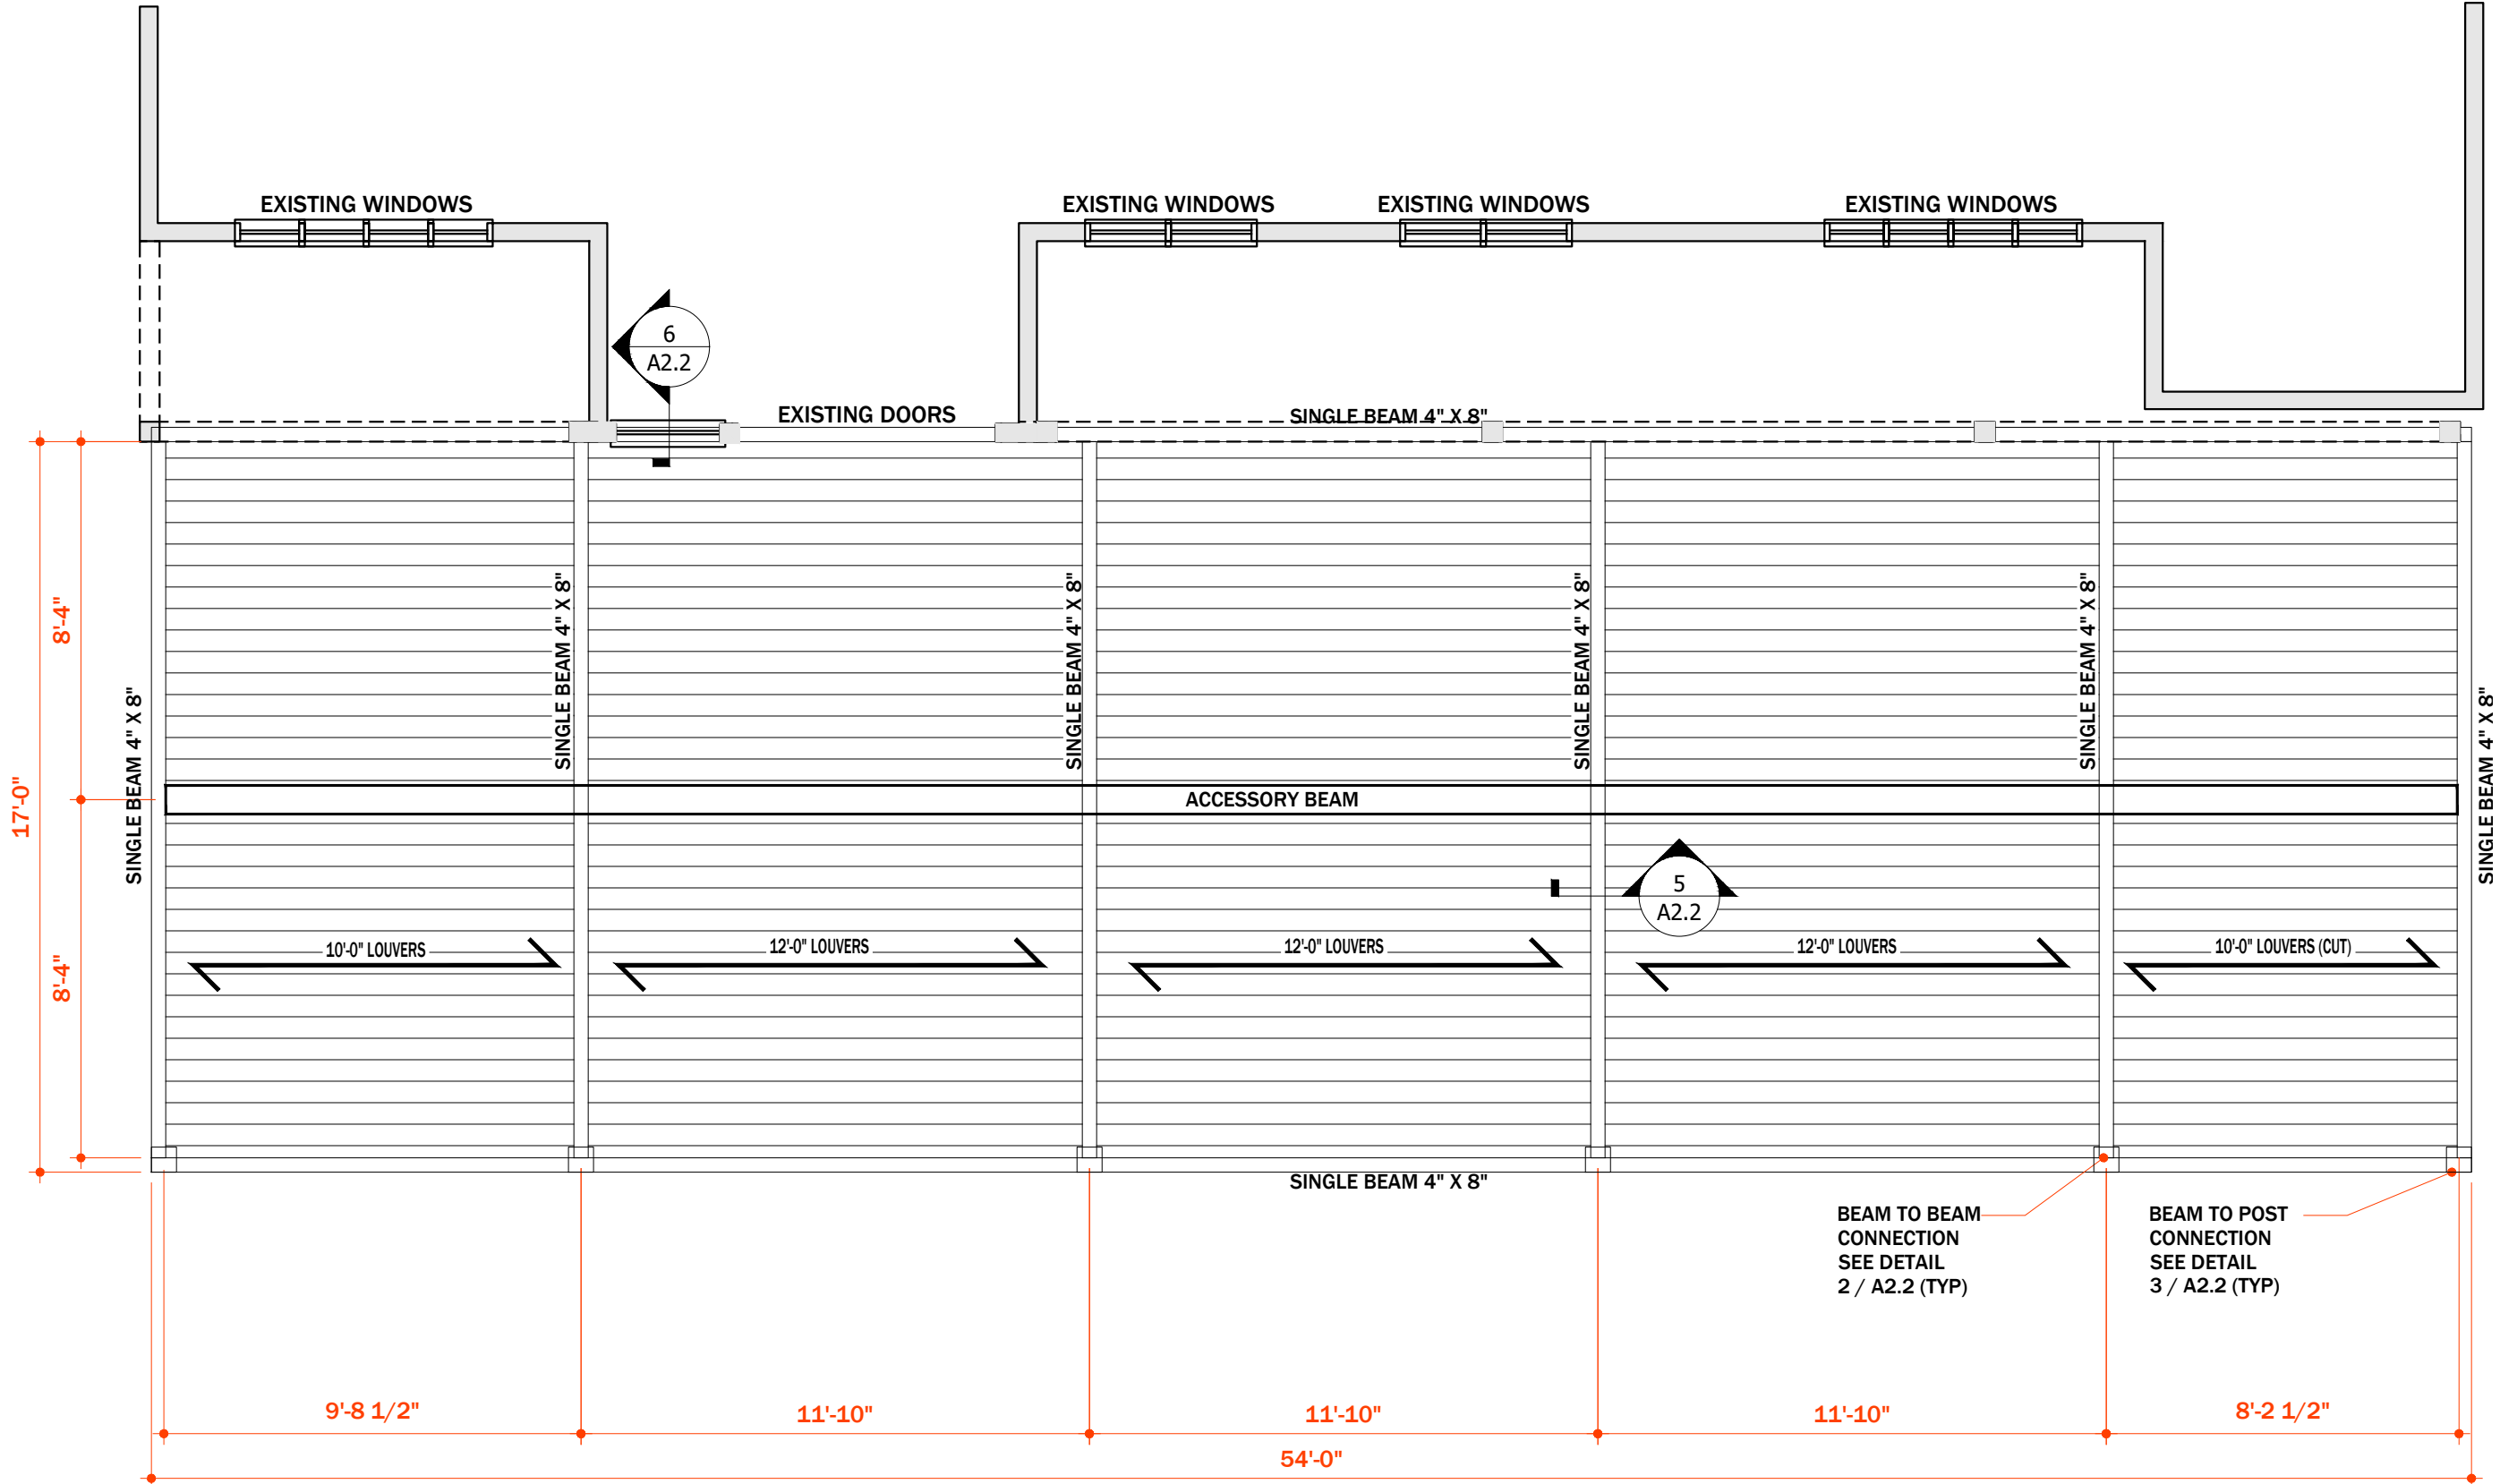 EXISTING WINDOWS
EXISTING WINDOWS
EXISTING WINDOWS
EXISTING WINDOWS
6
A2.2
EXISTING DOORS
SINGLE BEAM 4" X 8"
8'-4"
SINGLE BEAM 4" X 8"
SINGLE BEAM 4" X 8"
SINGLE BEAM 4" X 8"
SINGLE BEAM 4" X 8"
17'-0"
SINGLE BEAM 4" X 8"
ACCESSORY BEAM
SINGLE BEAM 4" X 8"
5
A2.2
8'-4"
10'-0" LOUVERS
12'-0" LOUVERS
12'-0" LOUVERS
12'-0" LOUVERS
10'-0" LOUVERS (CUT)
SINGLE BEAM 4" X 8"
BEAM TO BEAM
CONNECTION
SEE DETAIL
2 / A2.2 (TYP)
BEAM TO POST
CONNECTION
SEE DETAIL
3 / A2.2 (TYP)
9'-8 1/2"
11'-10"
11'-10"
11'-10"
8'-2 1/2"
54'-0"